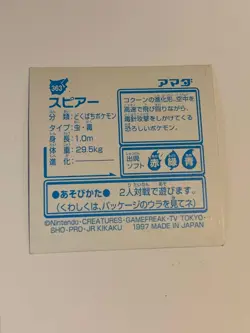 363
スピアー
分　類：どくばちポケモン
タイプ：虫・毒
身　長：1.0m
体　重：29.5kg
進　化：――
アマダ
コクーンの進化形。空中を
高速で飛び回りながら、
毒針攻撃をしかけてくる
恐ろしいポケモン。
出現
ソフト
赤 緑 青
●あそびかた●
2人対戦で遊びます。
(くわしくは、パッケージのウラを見てネ)
©Nintendo･CREATURES･GAMEFREAK･TV TOKYO･
SHO-PRO･JR KIKAKU　1997 MADE IN JAPAN